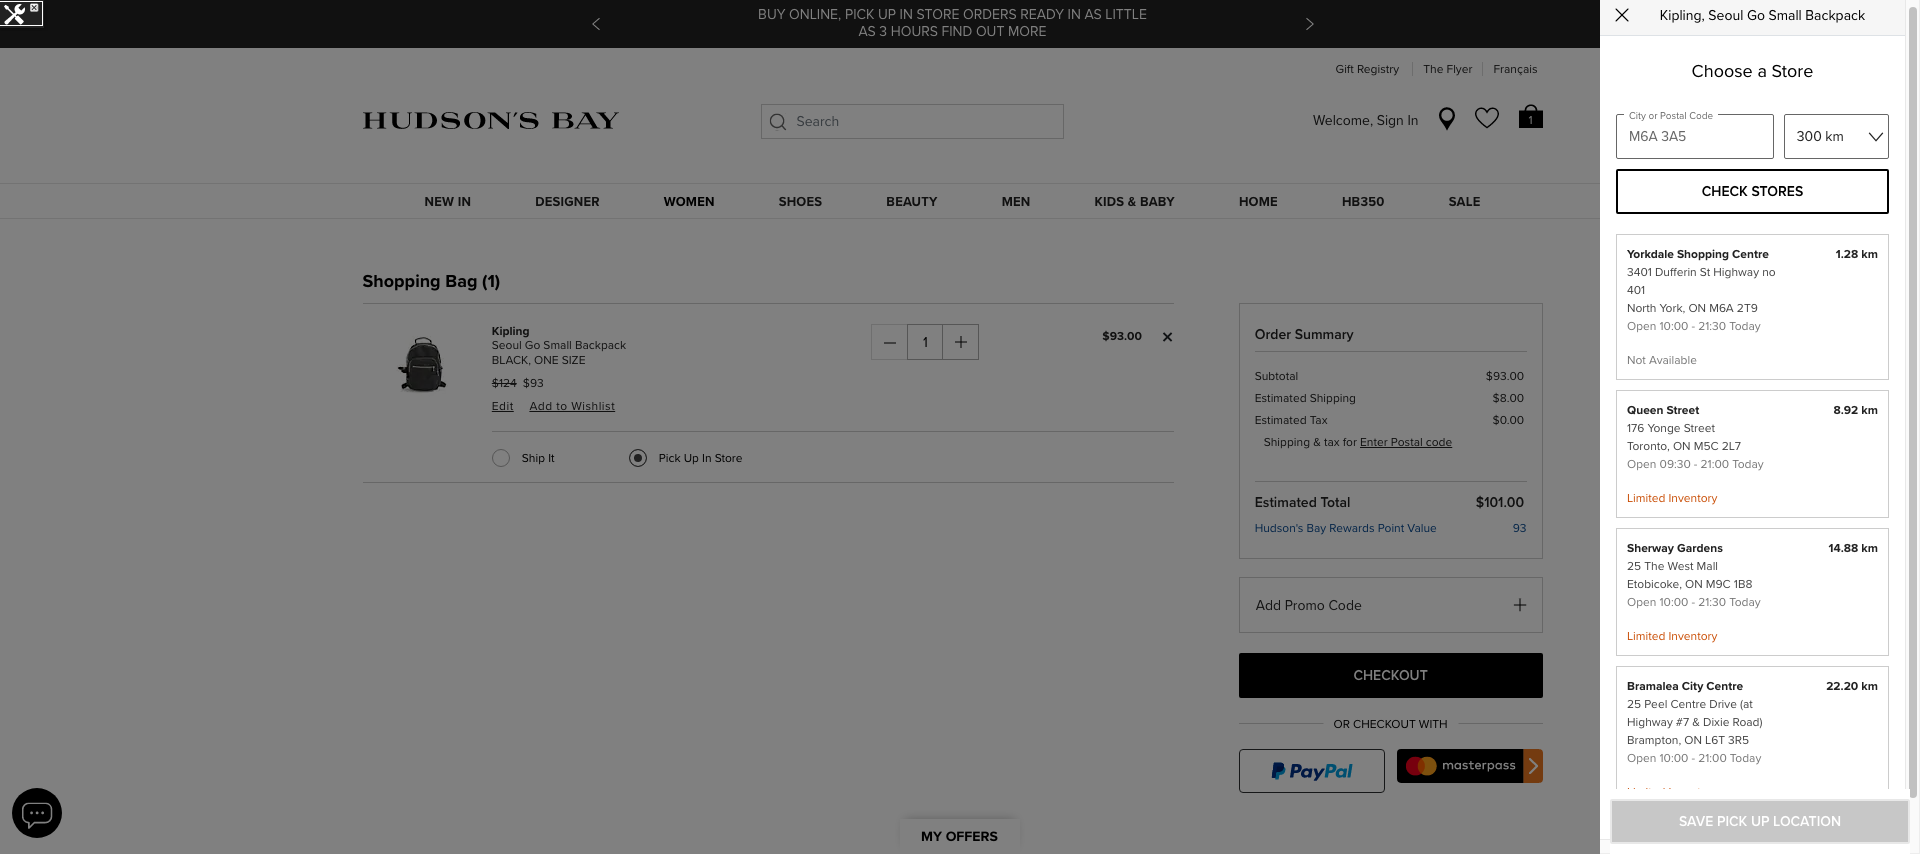 BUY ONLINE, PICK UP IN STORE ORDERS READY IN AS LITTLE
AS 3 HOURS FIND OUT MORE
Gift Registry
The Flyer
Français
HUDSON'S BAY
Search
Welcome, Sign In
1
NEW IN
DESIGNER
WOMEN
SHOES
BEAUTY
MEN
KIDS & BABY
HOME
HB350
SALE
Shopping Bag (1)
Kipling
Seoul Go Small Backpack
BLACK, ONE SIZE
$124 $93
Edit
Add to Wishlist
1
$93.00
Ship It
Pick Up In Store
Order Summary
Subtotal $93.00
Estimated Shipping $8.00
Estimated Tax $0.00
Shipping & tax for Enter Postal code
Estimated Total $101.00
Hudson's Bay Rewards Point Value 93
Add Promo Code
CHECKOUT
OR CHECKOUT WITH
PayPal
masterpass
MY OFFERS
Kipling, Seoul Go Small Backpack
Choose a Store
City or Postal Code
M6A 3A5
300 km
CHECK STORES
Yorkdale Shopping Centre 1.28 km
3401 Dufferin St Highway no
401
North York, ON M6A 2T9
Open 10:00 - 21:30 Today
Not Available
Queen Street 8.92 km
176 Yonge Street
Toronto, ON M5C 2L7
Open 09:30 - 21:00 Today
Limited Inventory
Sherway Gardens 14.88 km
25 The West Mall
Etobicoke, ON M9C 1B8
Open 10:00 - 21:30 Today
Limited Inventory
Bramalea City Centre 22.20 km
25 Peel Centre Drive (at
Highway #7 & Dixie Road)
Brampton, ON L6T 3R5
Open 10:00 - 21:00 Today
SAVE PICK UP LOCATION